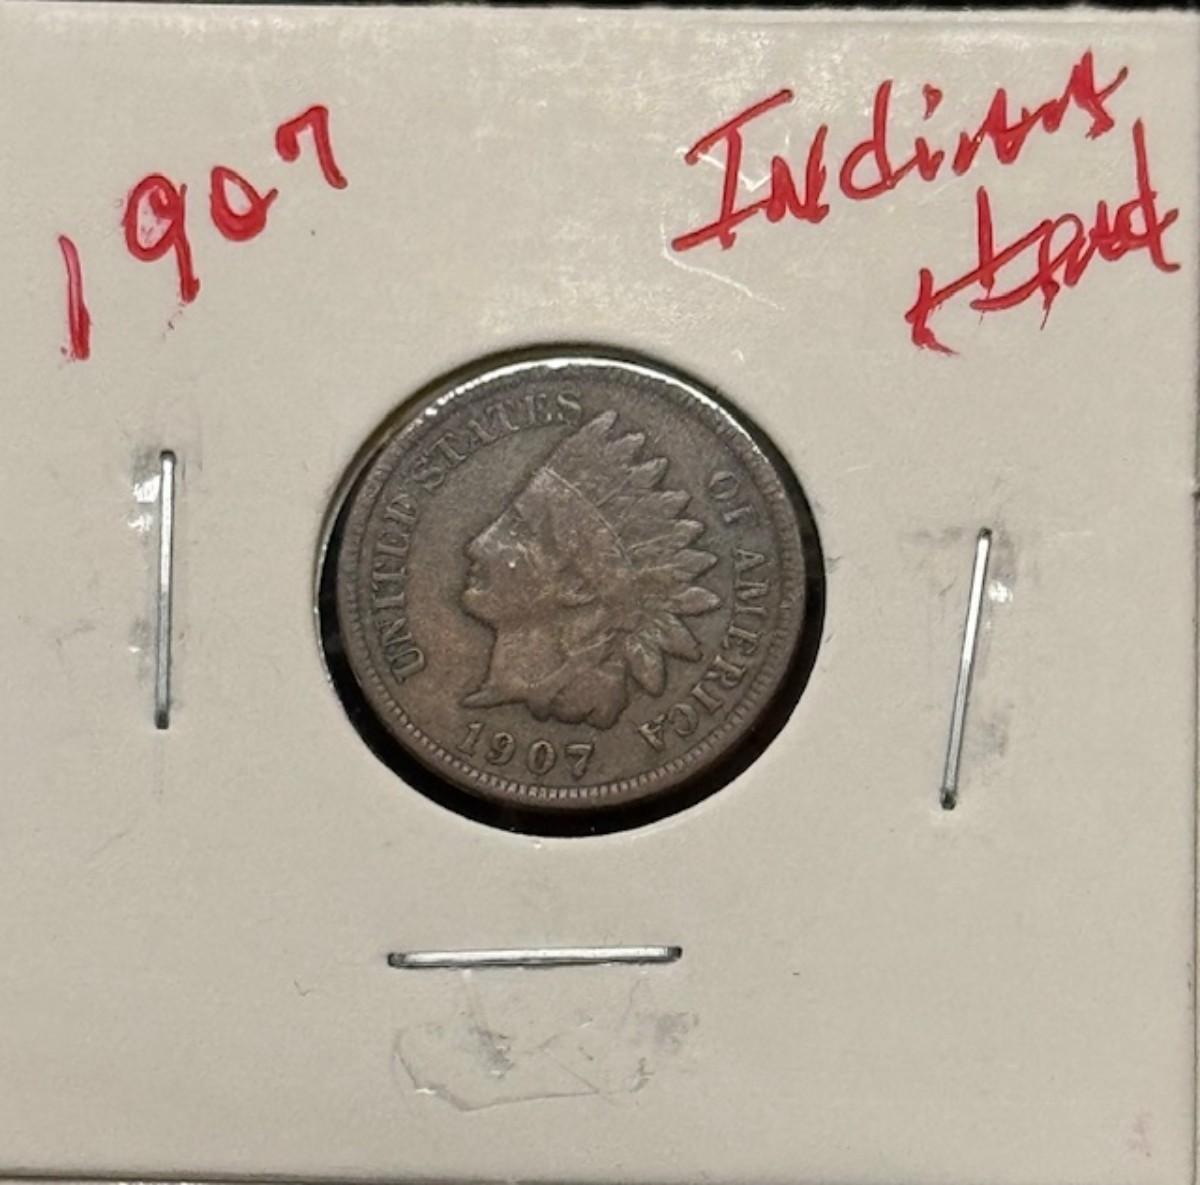 1907
Indian
Head
UNITED STATES OF AMERICA
1907